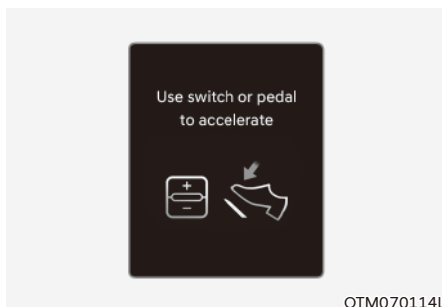 Use switch or pedal
to accelerate
+
−
OTM070114L